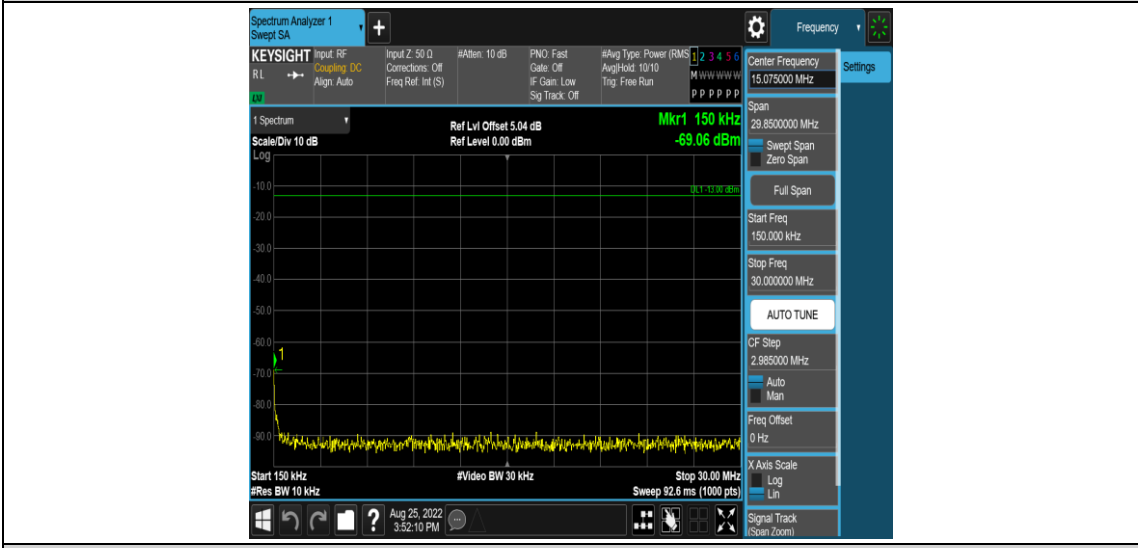 Spectrum Analyzer 1
Swept SA
+
Frequency
KEYSIGHT
RL
LXI
Input: RF
Coupling: DC
Align: Auto
Input Z: 50 Ω
Corrections: Off
Freq Ref: Int (S)
#Atten: 10 dB
PNO: Fast
Gate: Off
IF Gain: Low
Sig Track: Off
#Avg Type: Power (RMS
Avg|Hold: 10/10
Trig: Free Run
1 2 3 4 5 6
M W W W W W
P P P P P P
1 Spectrum
Scale/Div 10 dB
Log
Ref Lvl Offset 5.04 dB
Ref Level 0.00 dBm
Mkr1 150 kHz
-69.06 dBm
DL1 -13.00 dBm
-10.0
-20.0
-30.0
-40.0
-50.0
-60.0
1
-70.0
-80.0
-90.0
Start 150 kHz
#Res BW 10 kHz
#Video BW 30 kHz
Stop 30.00 MHz
Sweep 92.6 ms (1000 pts)
?
Aug 25, 2022
3:52:10 PM
Center Frequency
15.075000 MHz
Span
29.8500000 MHz
Swept Span
Zero Span
Full Span
Start Freq
150.000 kHz
Stop Freq
30.000000 MHz
AUTO TUNE
CF Step
2.985000 MHz
Auto
Man
Freq Offset
0 Hz
X Axis Scale
Log
Lin
Signal Track
(Span Zoom)
Settings